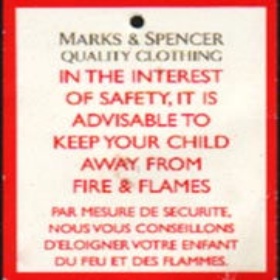 MARKS & SPENCER
QUALITY CLOTHING
IN THE INTEREST
OF SAFETY, IT IS
ADVISABLE TO
KEEP YOUR CHILD
AWAY FROM
FIRE & FLAMES
PAR MESURE DE SECURITE,
NOUS VOUS CONSEILLONS
D'ELOIGNER VOTRE ENFANT
DU FEU ET DES FLAMMES.